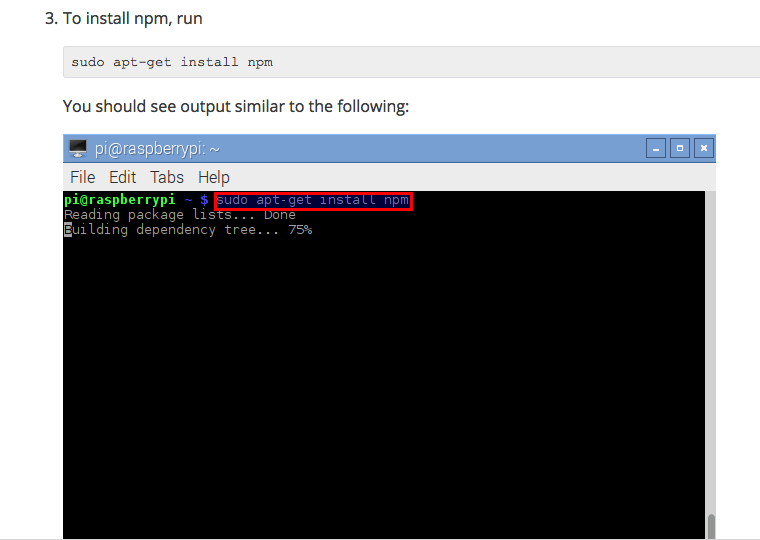 3. To install npm, run
sudo apt-get install npm
You should see output similar to the following:
pi@raspberrypi: ~
File Edit Tabs Help
pi@raspberrypi ~ $ sudo apt-get install npm
Reading package lists... Done
Building dependency tree... 75%